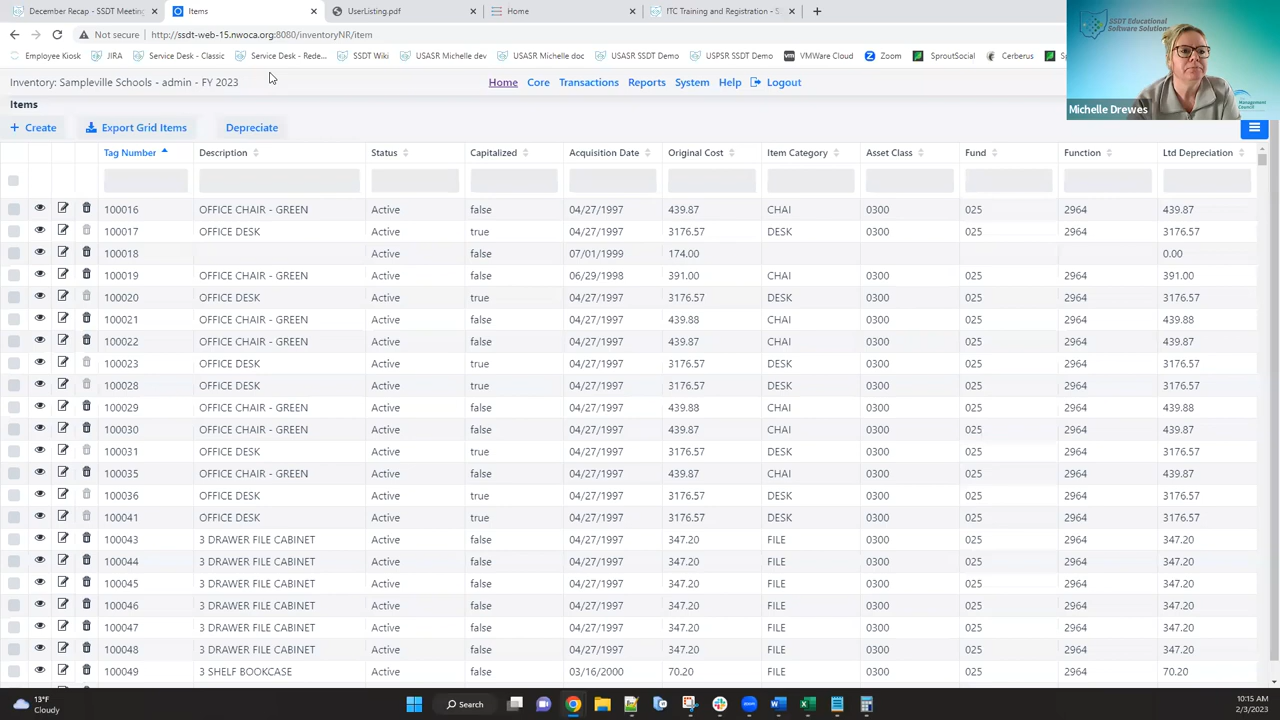 December Recap - SSDT Meeting
Items
UserListing.pdf
Home
ITC Training and Registration - S
Not secure
http://ssdt-web-15.nwoca.org:8080/inventoryNR/item
Employee Kiosk
JIRA
Service Desk - Classic
Service Desk - Rede...
SSDT Wiki
USASR Meeting dev
USASR Meeting doc
USASR SSDT Demo
USPSR SSDT Demo
VMWare Cloud
Zoom
SproutSocial
Cerberus
SSDT Educational
Software Solutions
Management
Council
Michelle Drewes
Inventory: Sampleville Schools - admin - FY 2023
Home Core Transactions Reports System Help Logout
Items
+ Create Export Grid Items Depreciate
Tag Number Description Status Capitalized Acquisition Date Original Cost Item Category Asset Class Fund Function Ltd Depreciation
100016 OFFICE CHAIR - GREEN Active false 04/27/1997 439.87 CHAI 0300 025 2964 439.87
100017 OFFICE DESK Active true 04/27/1997 3176.57 DESK 0300 025 2964 3176.57
100018 Active false 07/01/1999 174.00 0.00
100019 OFFICE CHAIR - GREEN Active false 06/29/1998 391.00 CHAI 0300 025 2964 391.00
100020 OFFICE DESK Active true 04/27/1997 3176.57 DESK 0300 025 2964 3176.57
100021 OFFICE CHAIR - GREEN Active false 04/27/1997 439.88 CHAI 0300 025 2964 439.88
100022 OFFICE CHAIR - GREEN Active false 04/27/1997 439.87 CHAI 0300 025 2964 439.87
100023 OFFICE DESK Active true 04/27/1997 3176.57 DESK 0300 025 2964 3176.57
100028 OFFICE DESK Active true 04/27/1997 3176.57 DESK 0300 025 2964 3176.57
100029 OFFICE CHAIR - GREEN Active false 04/27/1997 439.88 CHAI 0300 025 2964 439.88
100030 OFFICE CHAIR - GREEN Active false 04/27/1997 439.87 CHAI 0300 025 2964 439.87
100031 OFFICE DESK Active true 04/27/1997 3176.57 DESK 0300 025 2964 3176.57
100035 OFFICE CHAIR - GREEN Active false 04/27/1997 439.87 CHAI 0300 025 2964 439.87
100036 OFFICE DESK Active true 04/27/1997 3176.57 DESK 0300 025 2964 3176.57
100041 OFFICE DESK Active true 04/27/1997 3176.57 DESK 0300 025 2964 3176.57
100043 3 DRAWER FILE CABINET Active false 04/27/1997 347.20 FILE 0300 025 2964 347.20
100044 3 DRAWER FILE CABINET Active false 04/27/1997 347.20 FILE 0300 025 2964 347.20
100045 3 DRAWER FILE CABINET Active false 04/27/1997 347.20 FILE 0300 025 2964 347.20
100046 3 DRAWER FILE CABINET Active false 04/27/1997 347.20 FILE 0300 025 2964 347.20
100047 3 DRAWER FILE CABINET Active false 04/27/1997 347.20 FILE 0300 025 2964 347.20
100048 3 DRAWER FILE CABINET Active false 04/27/1997 347.20 FILE 0300 025 2964 347.20
100049 3 SHELF BOOKCASE Active false 03/16/2000 70.20 FILE 0300 025 2964 70.20
13°F
Cloudy
Search
10:15 AM
2/3/2023